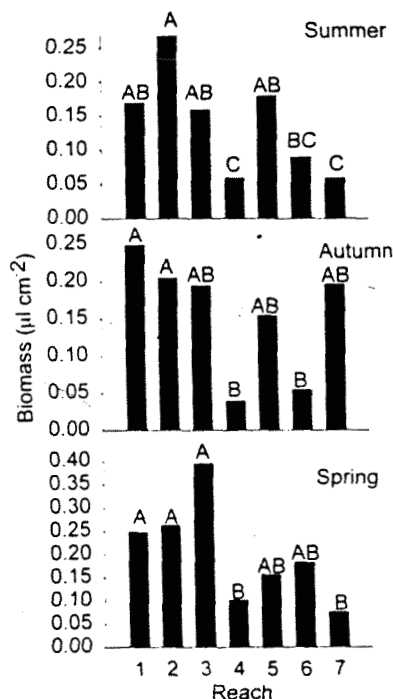 Summer
0.25
0.20
0.15
0.10
0.05
0.00
AB A AB C AB BC C
Autumn
0.25
0.20
0.15
0.10
0.05
0.00
A A AB B AB B AB
Biomass (µl cm-2)
Spring
0.40
0.35
0.30
0.25
0.20
0.15
0.10
0.05
0.00
A A A B AB AB B
1 2 3 4 5 6 7
Reach